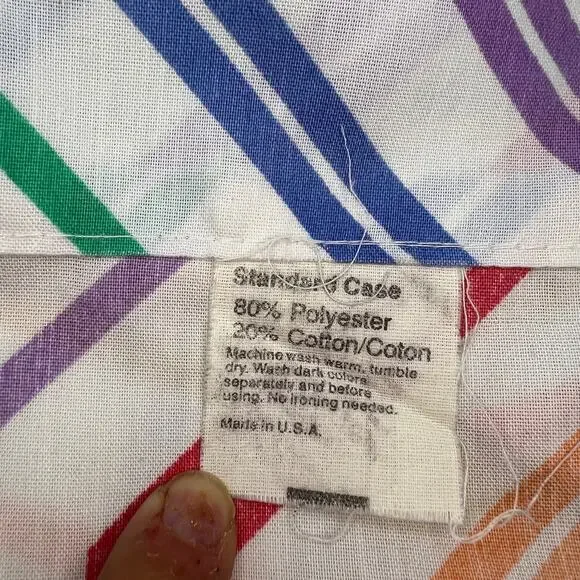 Standard Case
80% Polyester
20% Cotton/Coton
Machine wash warm, tumble
dry. Wash dark colors
separately and before
using. No ironing needed.
Made in U.S.A.